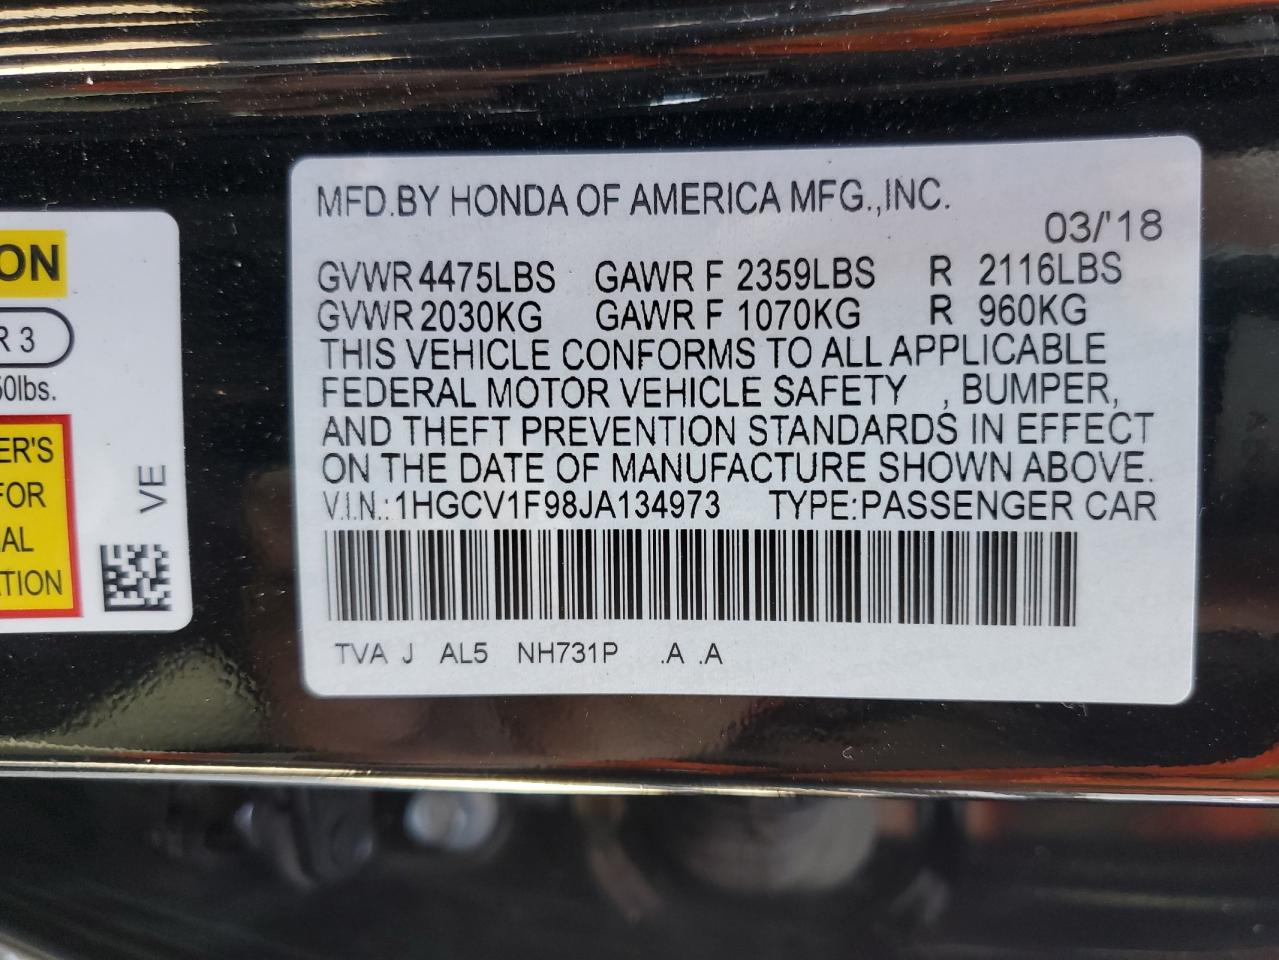 MFD.BY HONDA OF AMERICA MFG.,INC.
03/'18
GVWR 4475LBS GAWR F 2359LBS R 2116LBS
GVWR 2030KG GAWR F 1070KG R 960KG
THIS VEHICLE CONFORMS TO ALL APPLICABLE
FEDERAL MOTOR VEHICLE SAFETY , BUMPER,
AND THEFT PREVENTION STANDARDS IN EFFECT
ON THE DATE OF MANUFACTURE SHOWN ABOVE.
V.I.N.: 1HGCV1F98JA134973 TYPE:PASSENGER CAR
TVA J AL5 NH731P .A .A
ON
R 3
50lbs.
ER'S
FOR
AL
TION
VE